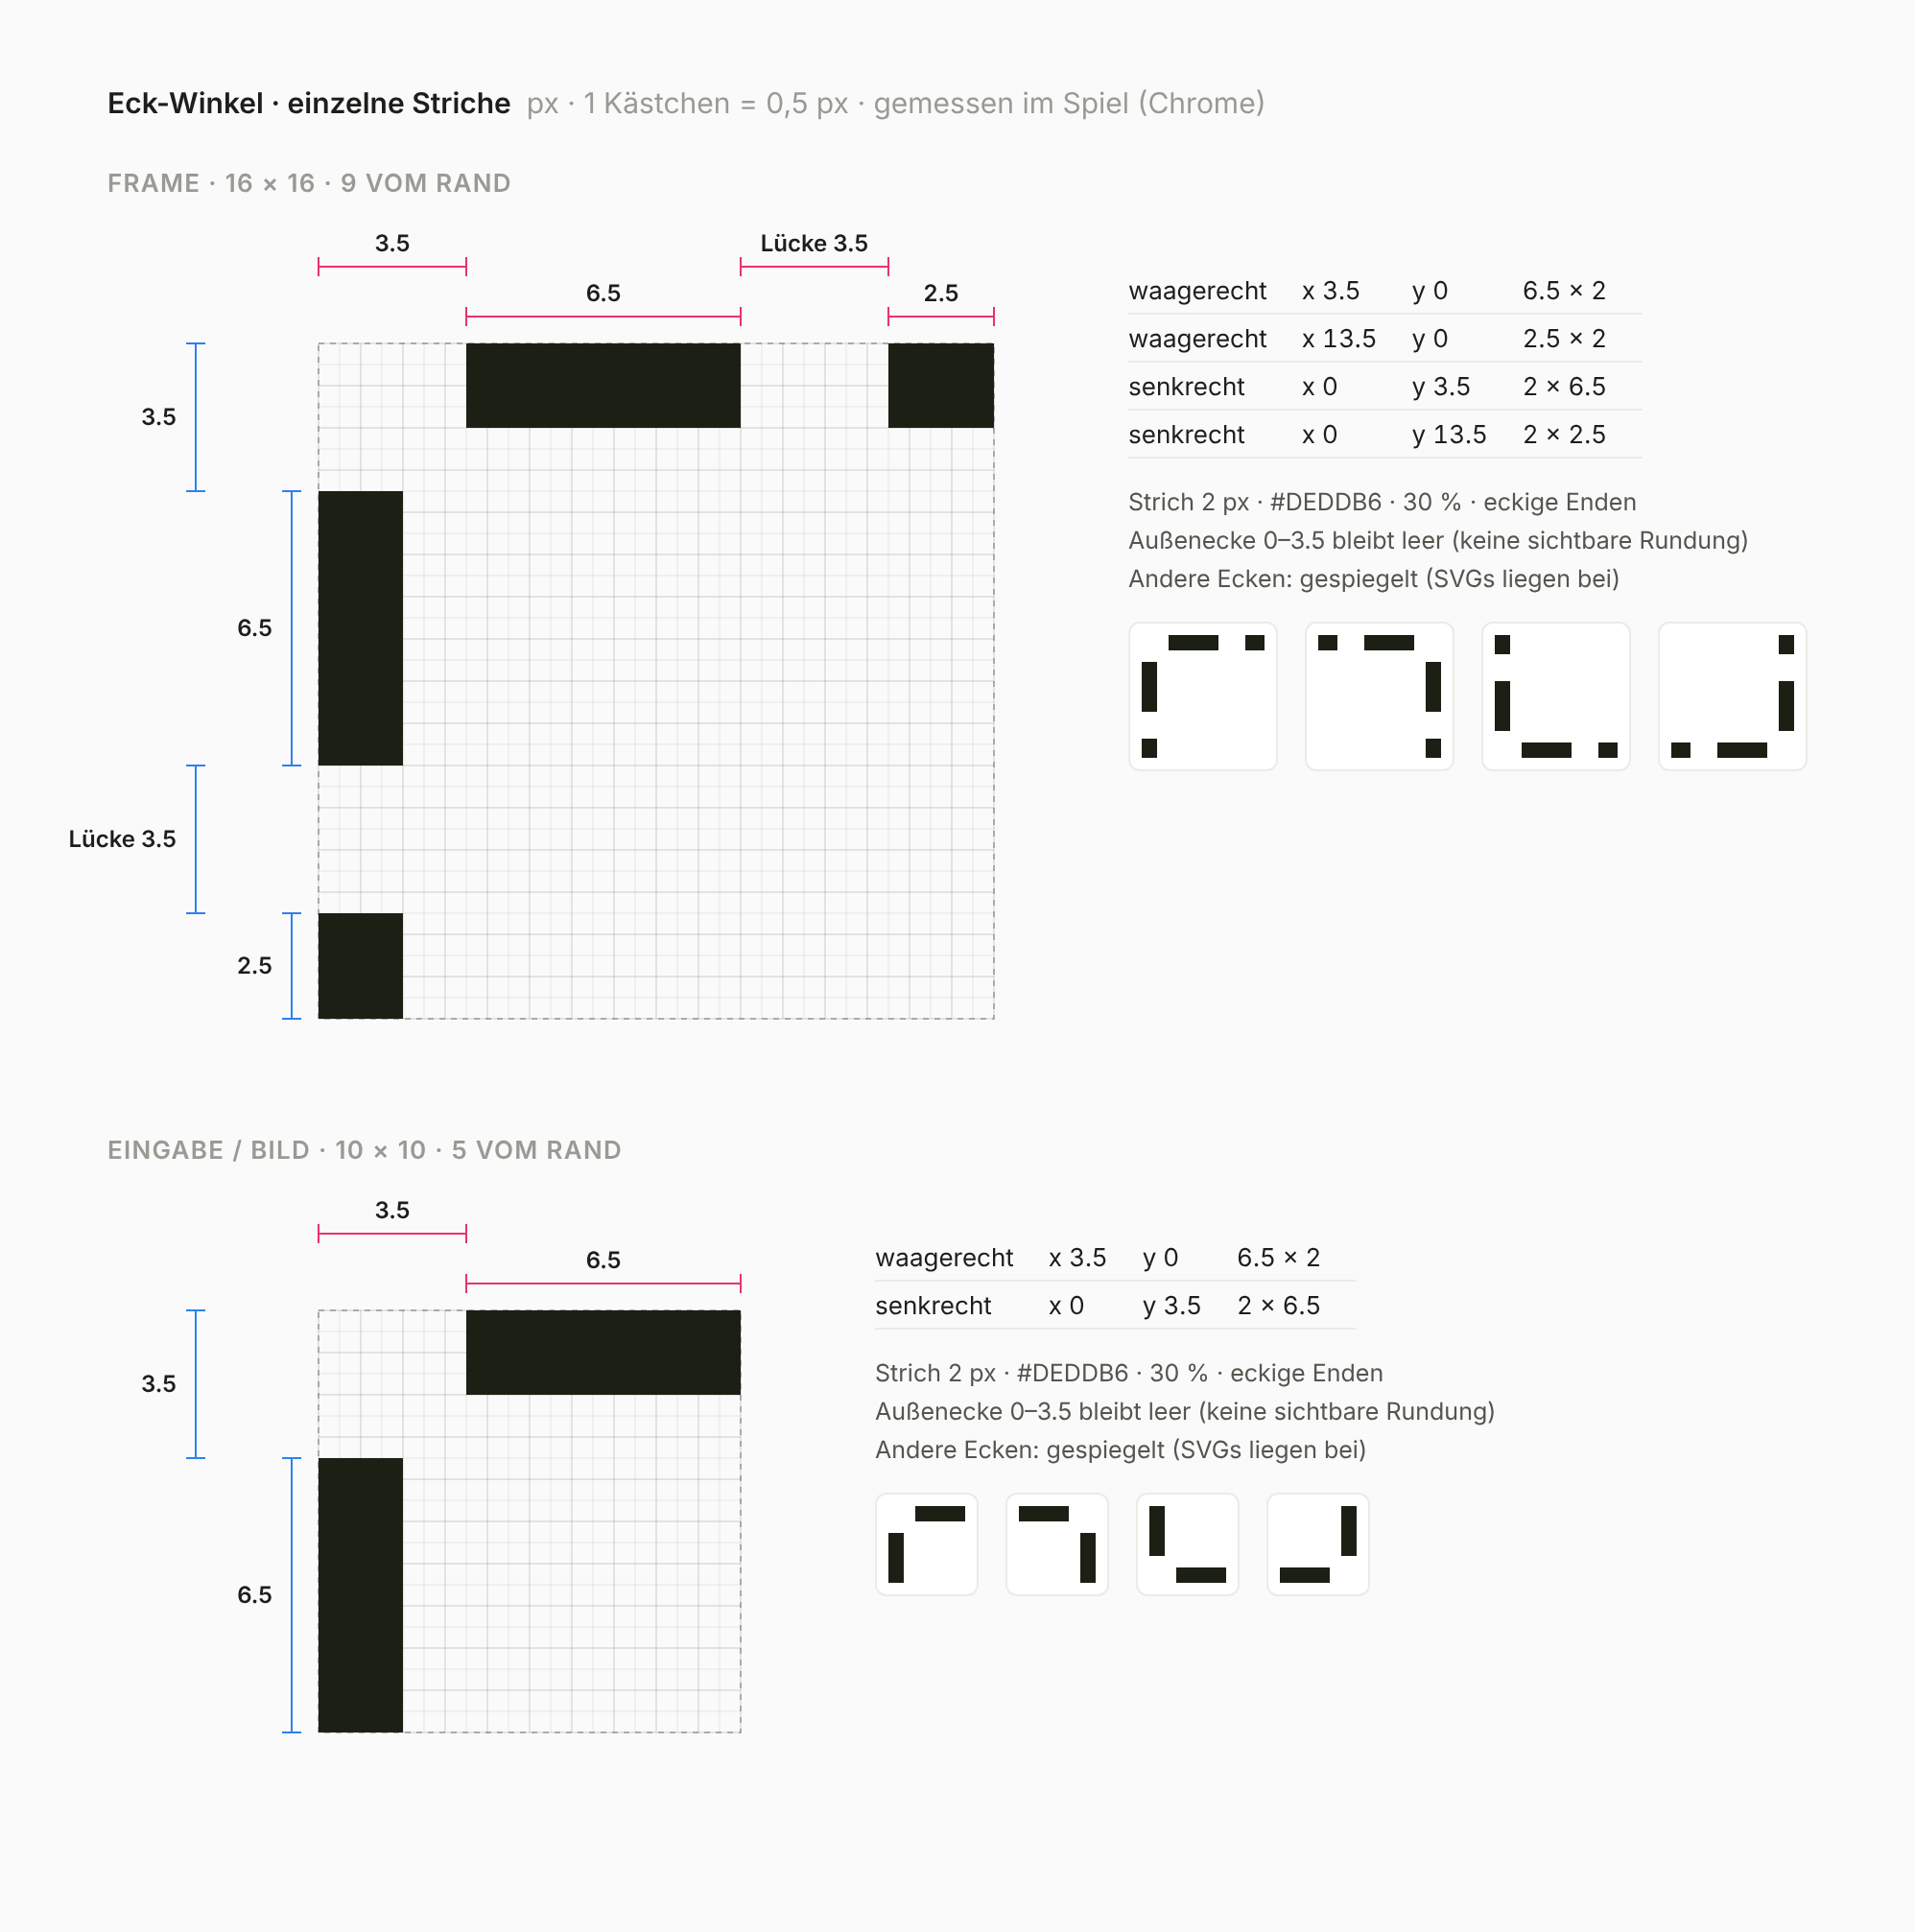 Eck-Winkel · einzelne Striche px · 1 Kästchen = 0,5 px · gemessen im Spiel (Chrome)
FRAME · 16 × 16 · 9 VOM RAND
3.5 Lücke 3.5
6.5 2.5
3.5
6.5
Lücke 3.5
2.5
waagerecht x 3.5 y 0 6.5 × 2
waagerecht x 13.5 y 0 2.5 × 2
senkrecht x 0 y 3.5 2 × 6.5
senkrecht x 0 y 13.5 2 × 2.5
Strich 2 px · #DEDDB6 · 30 % · eckige Enden
Außenecke 0–3.5 bleibt leer (keine sichtbare Rundung)
Andere Ecken: gespiegelt (SVGs liegen bei)
EINGABE / BILD · 10 × 10 · 5 VOM RAND
3.5
6.5
3.5
6.5
waagerecht x 3.5 y 0 6.5 × 2
senkrecht x 0 y 3.5 2 × 6.5
Strich 2 px · #DEDDB6 · 30 % · eckige Enden
Außenecke 0–3.5 bleibt leer (keine sichtbare Rundung)
Andere Ecken: gespiegelt (SVGs liegen bei)